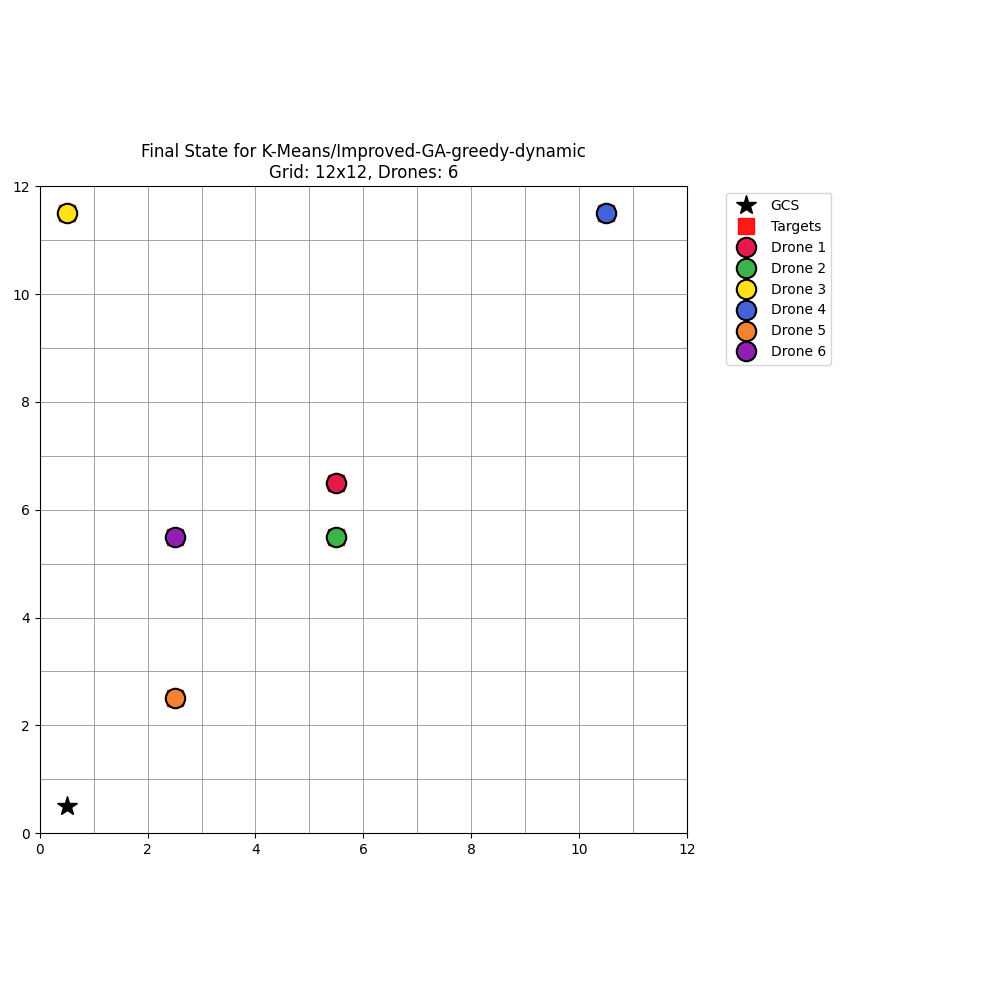 Final State for K-Means/Improved-GA-greedy-dynamic
Grid: 12x12, Drones: 6
12
10
8
6
4
2
0
0 2 4 6 8 10 12
GCS
Targets
Drone 1
Drone 2
Drone 3
Drone 4
Drone 5
Drone 6